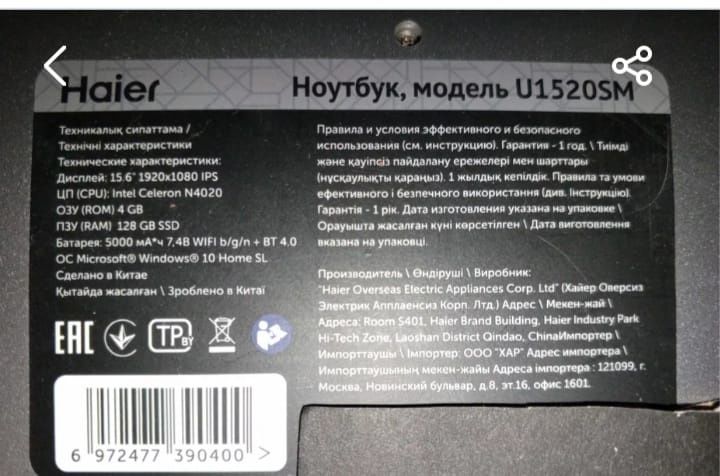 Haier
Ноутбук, модель U1520SM
Техникалық сипаттама /
Технічні характеристики
Технические характеристики:
Дисплей: 15.6" 1920x1080 IPS
ЦП (CPU): Intel Celeron N4020
ОЗУ (ROM) 4 GB
ПЗУ (RAM) 128 GB SSD
Батарея: 5000 мА*ч 7,4В WIFI b/g/n + BT 4.0
ОС Microsoft® Windows® 10 Home SL
Сделано в Китае
Қытайда жасалған \ Зроблено в Китаї
Правила и условия эффективного и безопасного
использования (см. инструкцию). Гарантия - 1 год. \ Тиімді
және қауіпсіз пайдалану ережелері мен шарттары
(нұсқаулықты қараңыз). 1 жылдық кепілдік. Правила та умови
ефективного і безпечного використання (див. Інструкцію).
Гарантія - 1 рік. Дата изготовления указана на упаковке \
Орауышта жасалған күні көрсетілген \ Дата виготовлення
вказана на упаковці.
Производитель \ Өндіруші \ Виробник:
"Haier Overseas Electric Appliances Corp. Ltd" (Хайер Оверсиз
Электрик Апплаенсиз Корп. Лтд.) Адрес \ Мекен-жай \
Адреса: Room S401, Haier Brand Building, Haier Industry Park
Hi-Tech Zone, Laoshan District Qindao, ChinaИмпортер \
Импорттаушы \ Імпортер: ООО "ХАР" Адрес импортера \
Импорттаушының мекен-жайы Адреса імпортера : 121099, г.
Москва, Новинский бульвар, д.8, эт.16, офис 1601.
EAC TP BY
6 972477 390400 >